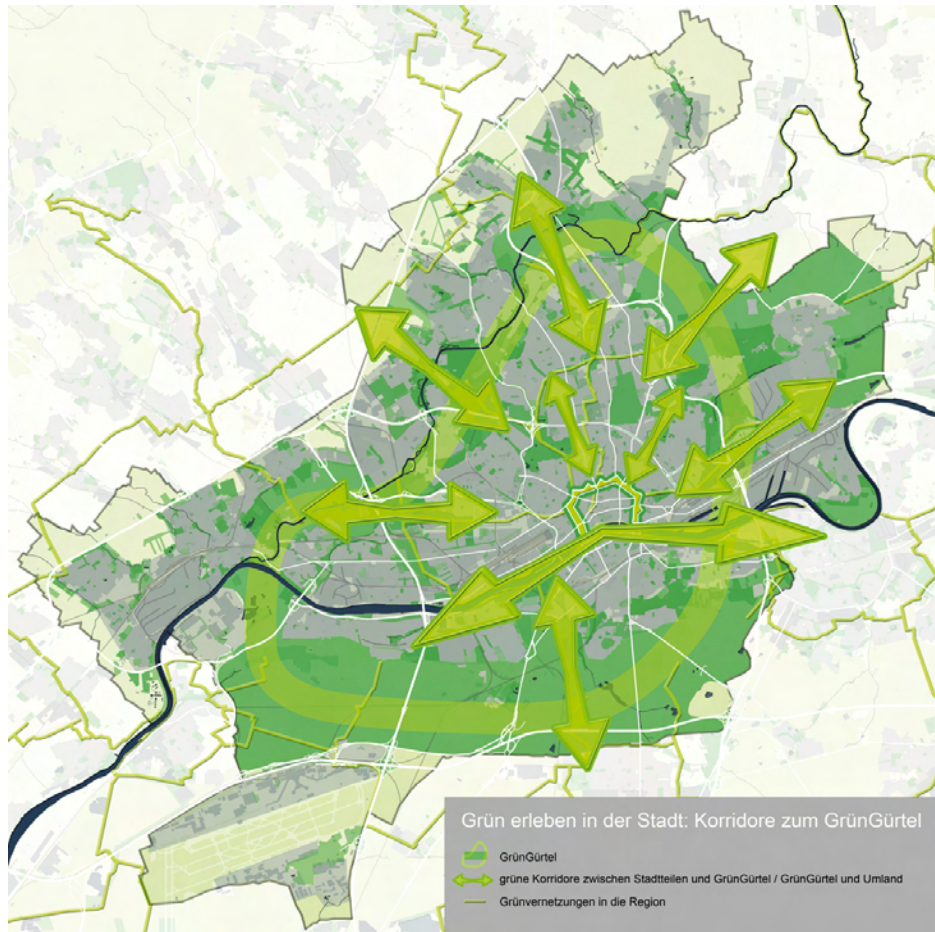 Grün erleben in der Stadt: Korridore zum GrünGürtel
GrünGürtel
grüne Korridore zwischen Stadtteilen und GrünGürtel / GrünGürtel und Umland
Grünvernetzungen in die Region